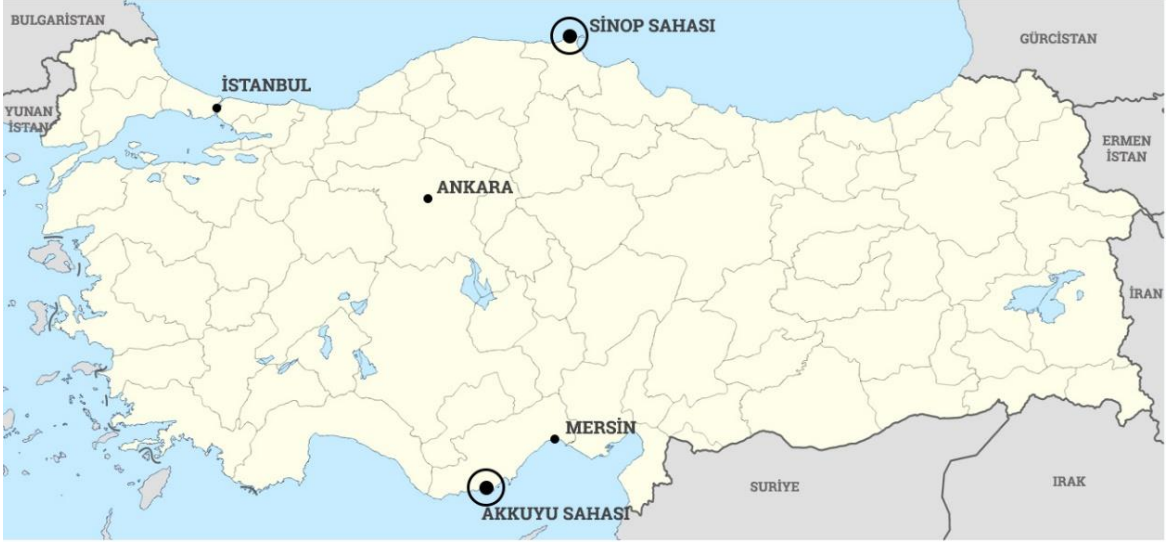 BULGARİSTAN
SİNOP SAHASI
GÜRCİSTAN
İSTANBUL
YUNAN
İSTAN
ERMEN
İSTAN
ANKARA
İRAN
MERSİN
SURİYE
IRAK
AKKUYU SAHASI